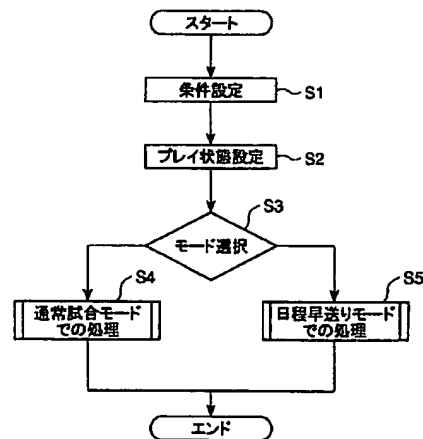 スタート
条件設定
S1
プレイ状態設定
S2
S3
モード選択
S4
通常試合モード
での処理
S5
日程早送りモード
での処理
エンド